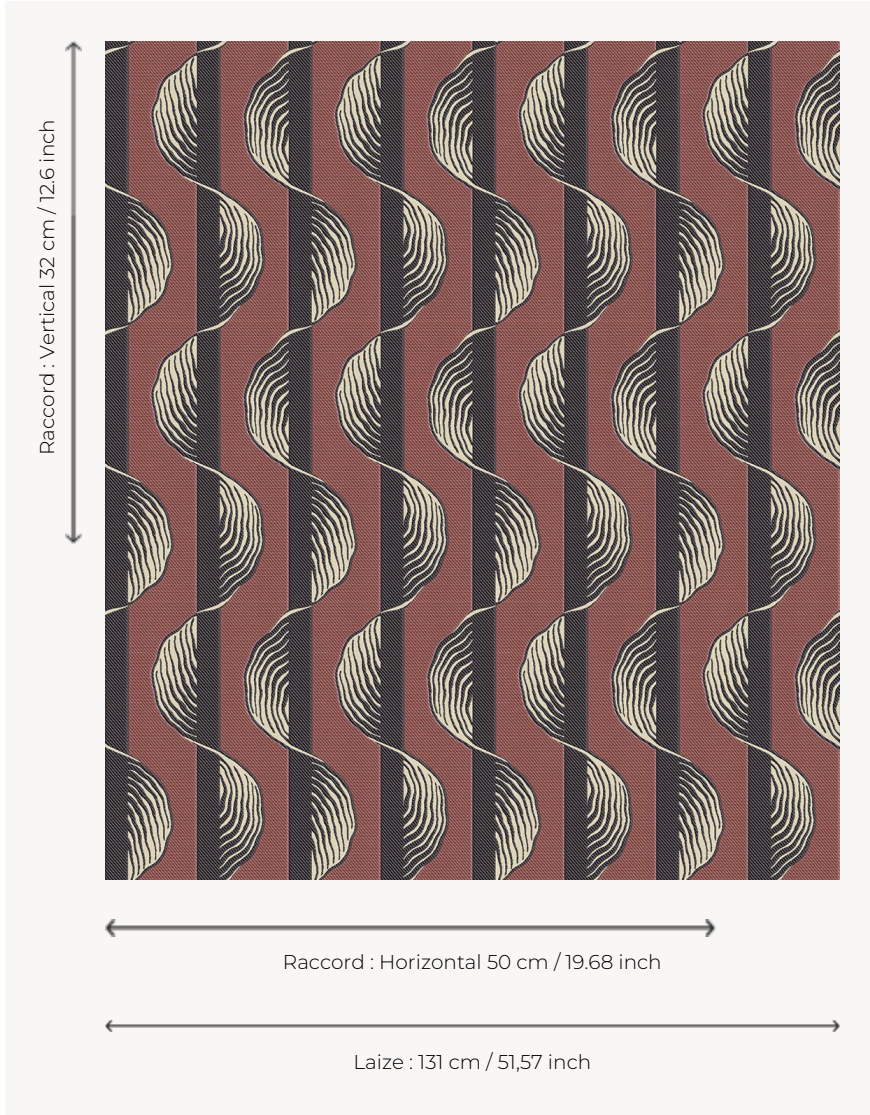 Raccord : Vertical 32 cm / 12.6 inch
Raccord : Horizontal 50 cm / 19.68 inch
Laize : 131 cm / 51,57 inch